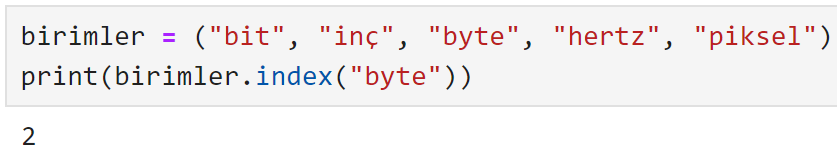 birimler = ("bit", "inç", "byte", "hertz", "piksel")
print(birimler.index("byte"))
2